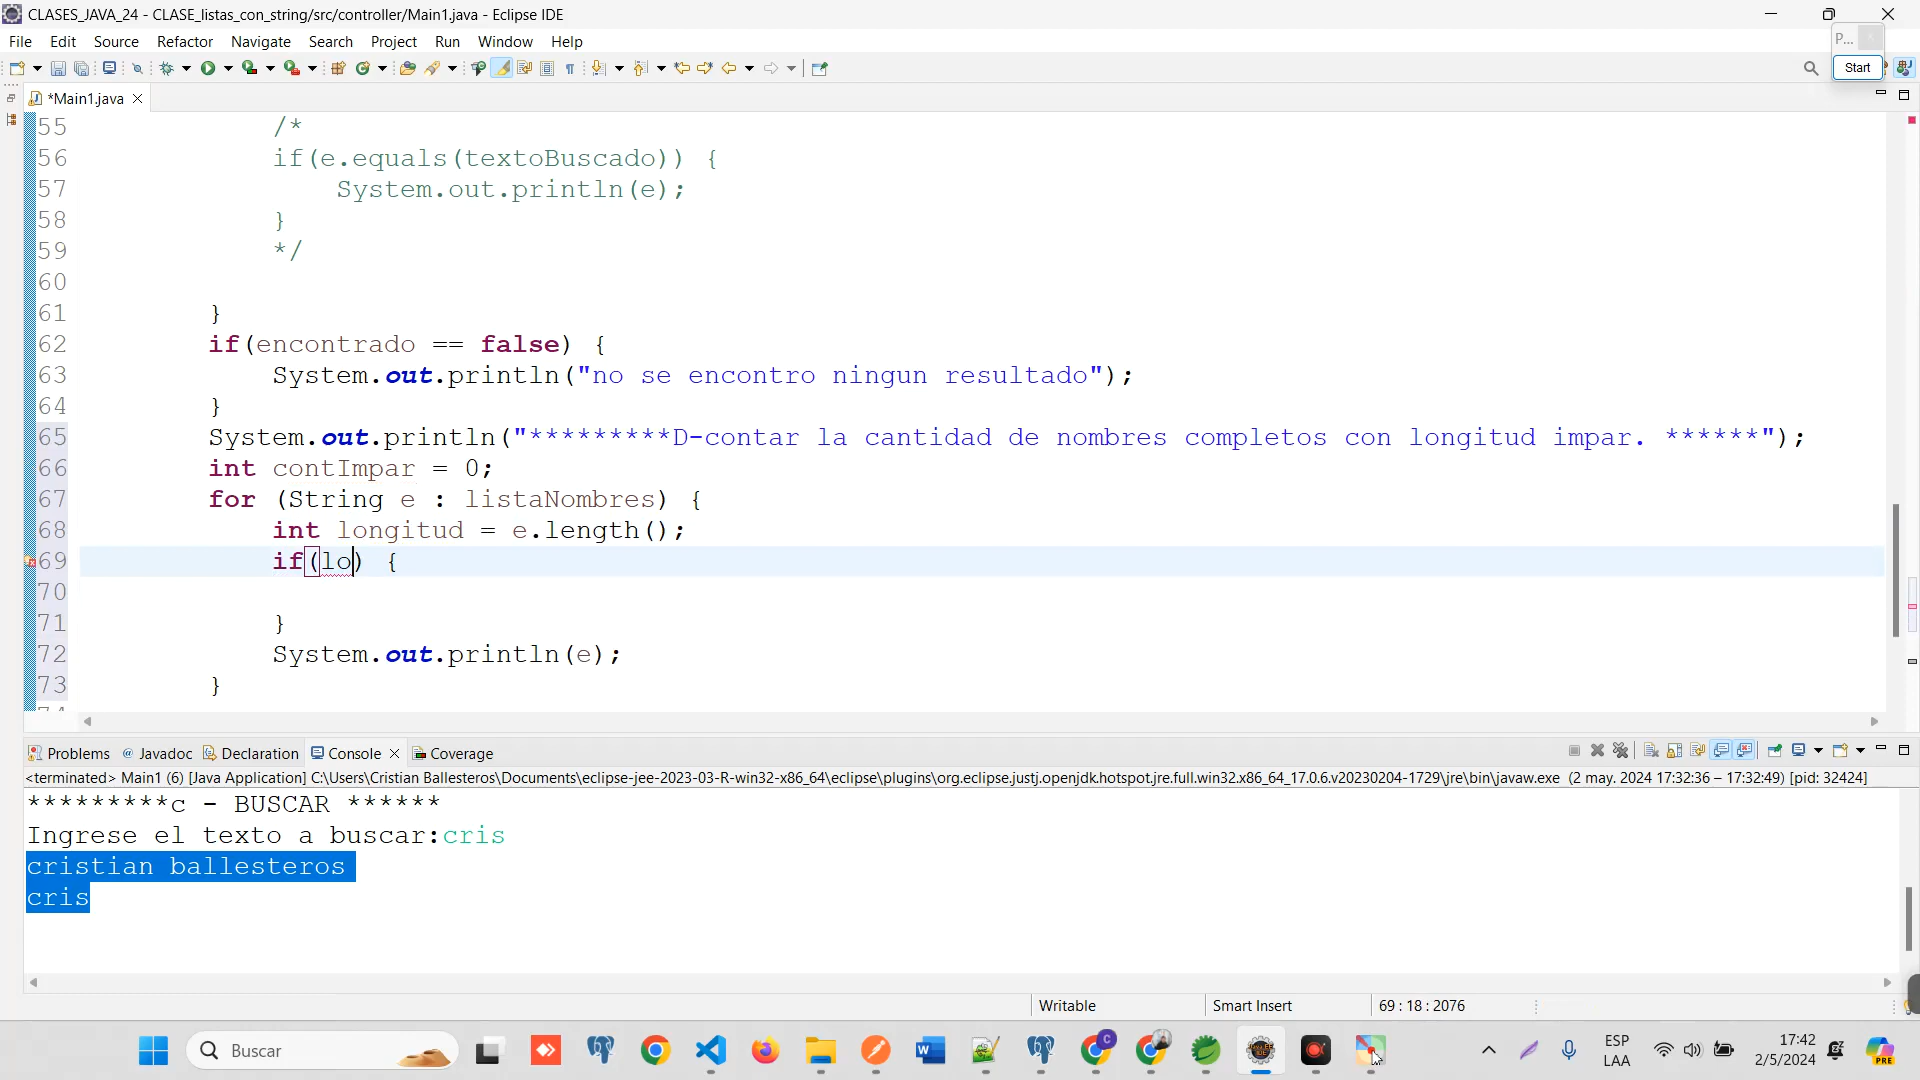 CLASES_JAVA_24 - CLASE_listas_con_string/src/controller/Main1.java - Eclipse IDE
File Edit Source Refactor Navigate Search Project Run Window Help
P...
Start
*Main1.java
55 /*
56 if(e.equals(textoBuscado)) {
57 System.out.println(e);
58 }
59 */
60
61 }
62 if(encontrado == false) {
63 System.out.println("no se encontro ningun resultado");
64 }
65 System.out.println("*********D-contar la cantidad de nombres completos con longitud impar. ******");
66 int contImpar = 0;
67 for (String e : listaNombres) {
68 int longitud = e.length();
69 if(lo) {
70
71 }
72 System.out.println(e);
73 }
Problems @ Javadoc Declaration Console Coverage
<terminated> Main1 (6) [Java Application] C:\Users\Cristian Ballesteros\Documents\eclipse-jee-2023-03-R-win32-x86_64\eclipse\plugins\org.eclipse.justj.openjdk.hotspot.jre.full.win32.x86_64_17.0.6.v20230204-1729\jre\bin\javaw.exe (2 may. 2024 17:32:36 – 17:32:49) [pid: 32424]
*********c - BUSCAR ******
Ingrese el texto a buscar:cris
cristian ballesteros
cris
Writable Smart Insert 69 : 18 : 2076
Buscar
ESP
LAA
17:42
2/5/2024
PRE